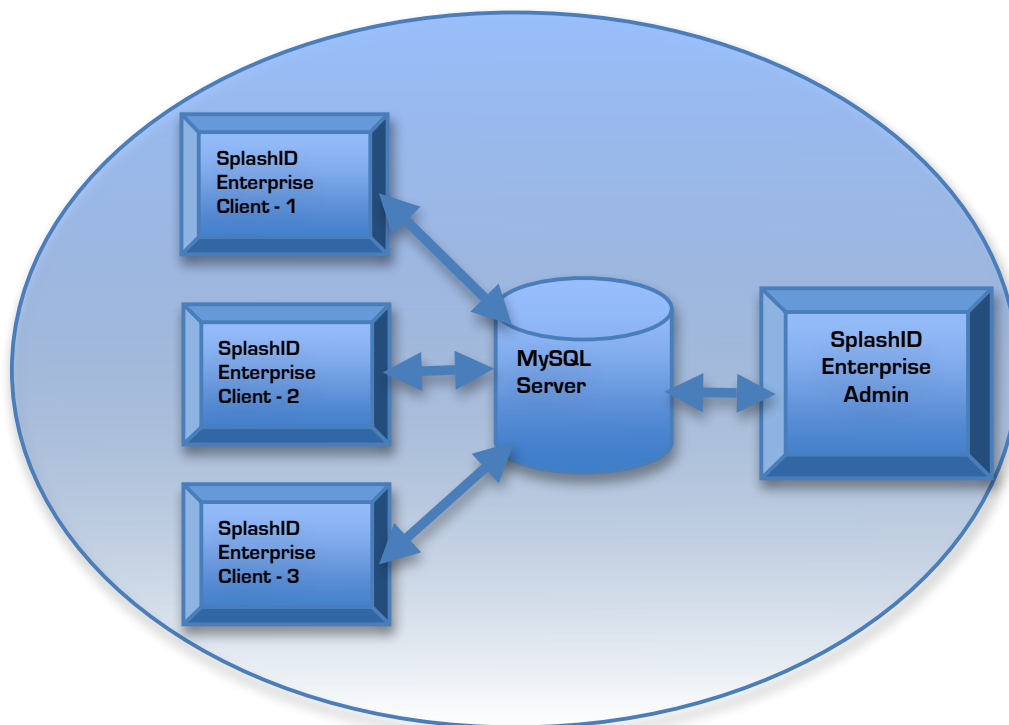 SplashID
Enterprise
Client - 1
SplashID
Enterprise
Client - 2
SplashID
Enterprise
Client - 3
MySQL
Server
SplashID
Enterprise
Admin